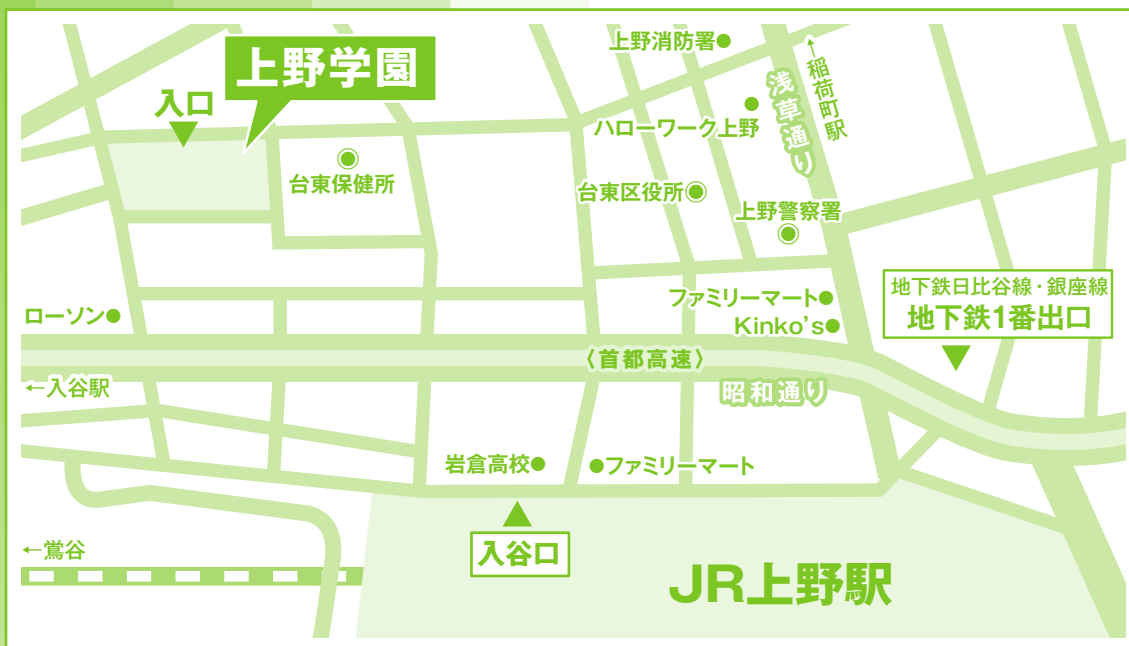 上野消防署
上野学園
←稲荷町駅
入口
浅草通り
ハローワーク上野
台東保健所
台東区役所
上野警察署
地下鉄日比谷線・銀座線
地下鉄1番出口
ファミリーマート
ローソン
Kinko's
〈首都高速〉
←入谷駅
昭和通り
岩倉高校
ファミリーマート
入谷口
←鶯谷
JR上野駅